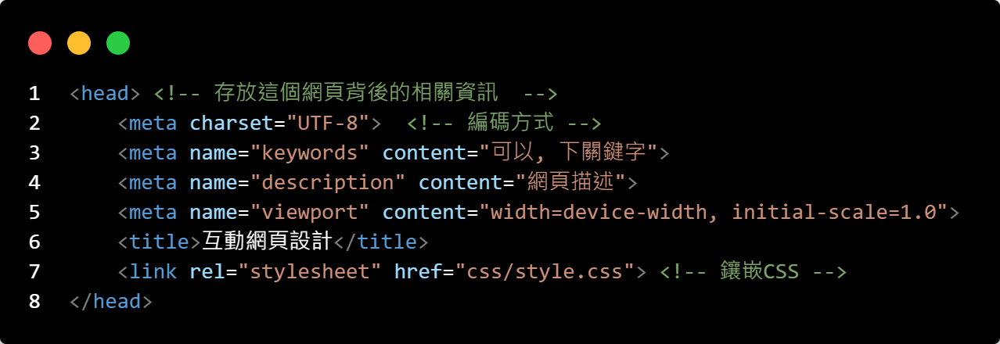 1 <head> <!-- 存放這個網頁背後的相關資訊  -->
2     <meta charset="UTF-8">  <!-- 編碼方式 -->
3     <meta name="keywords" content="可以, 下關鍵字">
4     <meta name="description" content="網頁描述">
5     <meta name="viewport" content="width=device-width, initial-scale=1.0">
6     <title>互動網頁設計</title>
7     <link rel="stylesheet" href="css/style.css"> <!-- 鑲嵌CSS -->
8 </head>